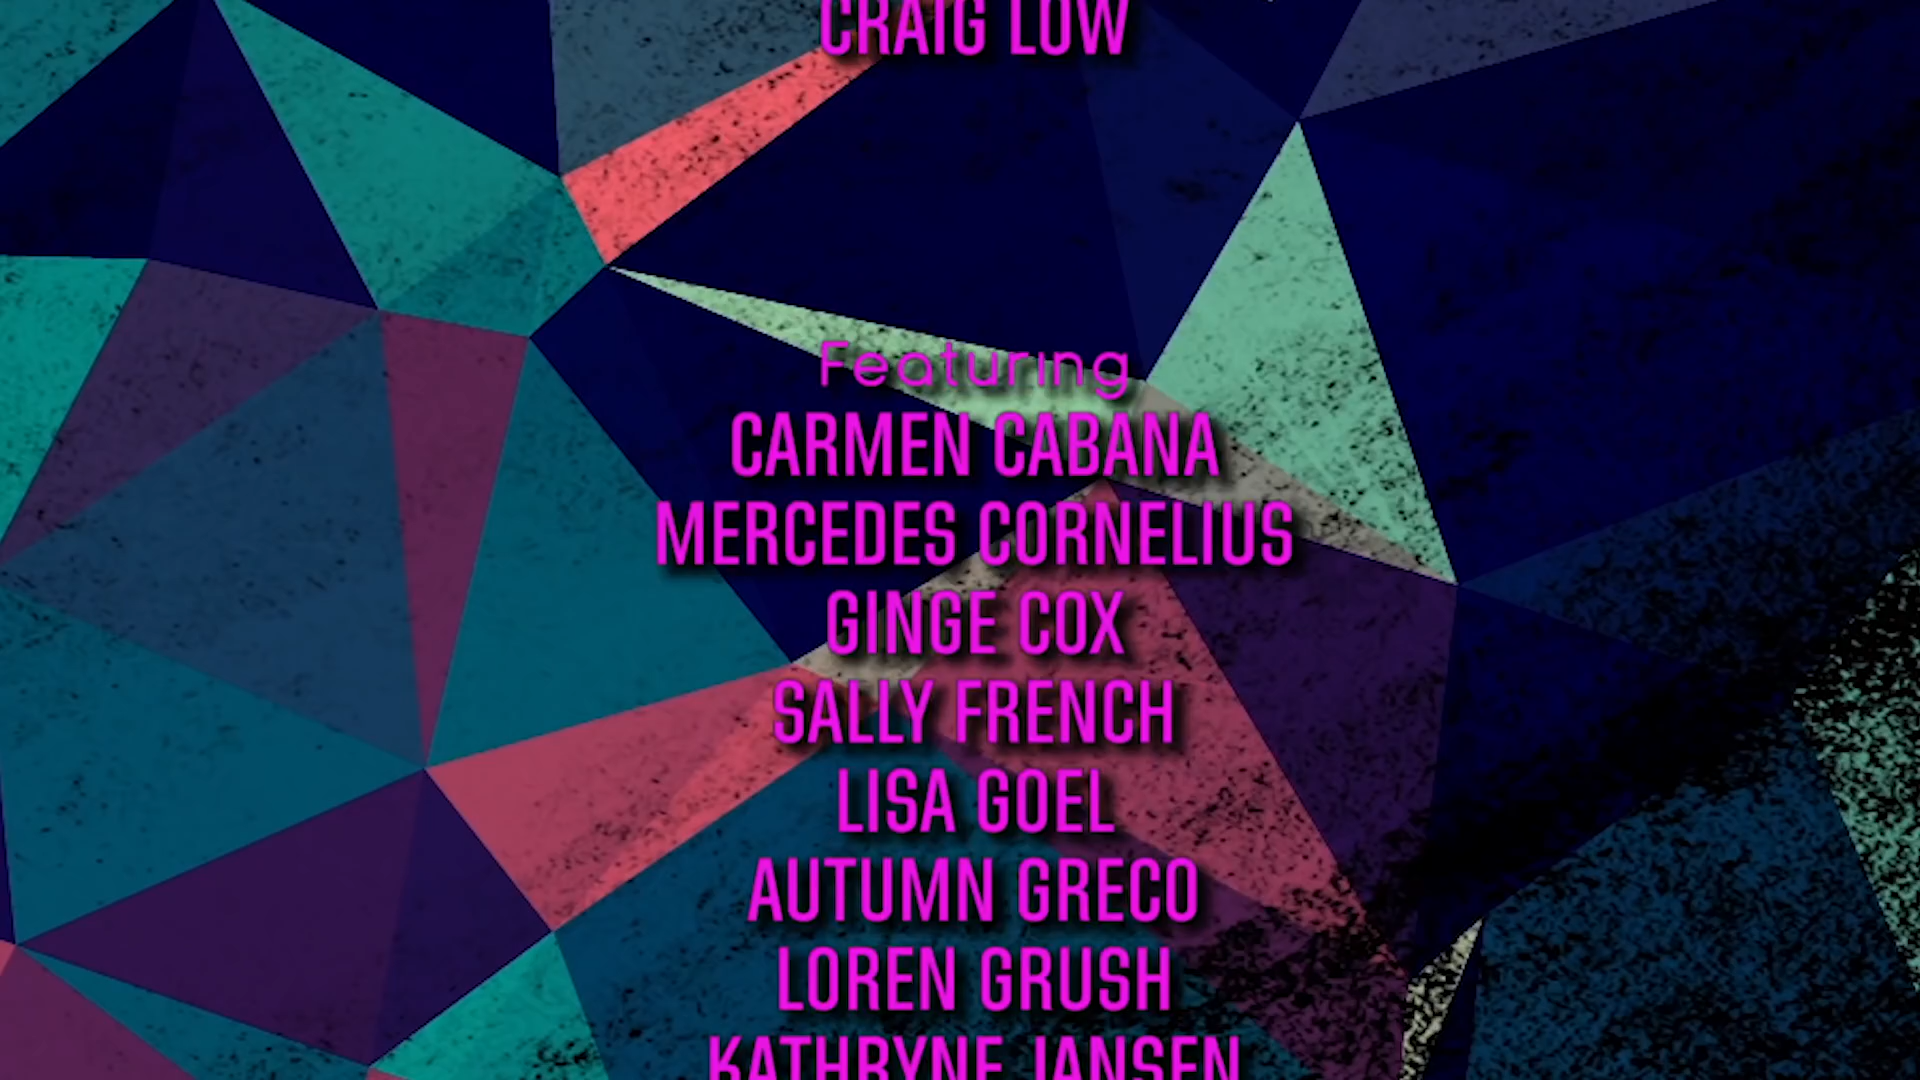 CRAIG LOW
Featuring
CARMEN CABANA
MERCEDES CORNELIUS
GINGE COX
SALLY FRENCH
LISA GOEL
AUTUMN GRECO
LOREN GRUSH
KATHRYNE JANSEN